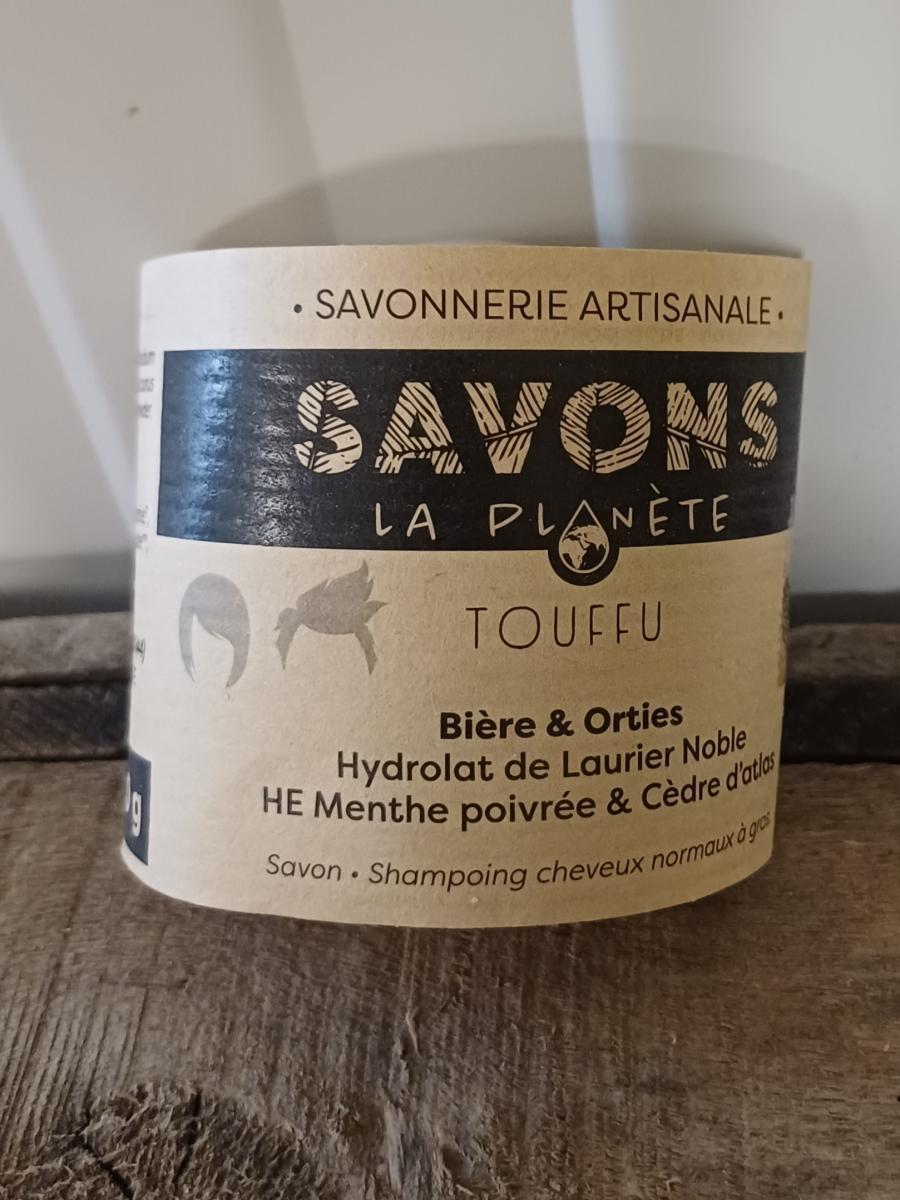 • SAVONNERIE ARTISANALE •
SAVONS
LA PLANÈTE
TOUFFU
Bière & Orties
Hydrolat de Laurier Noble
HE Menthe poivrée & Cèdre d'atlas
Savon • Shampoing cheveux normaux à gras
g